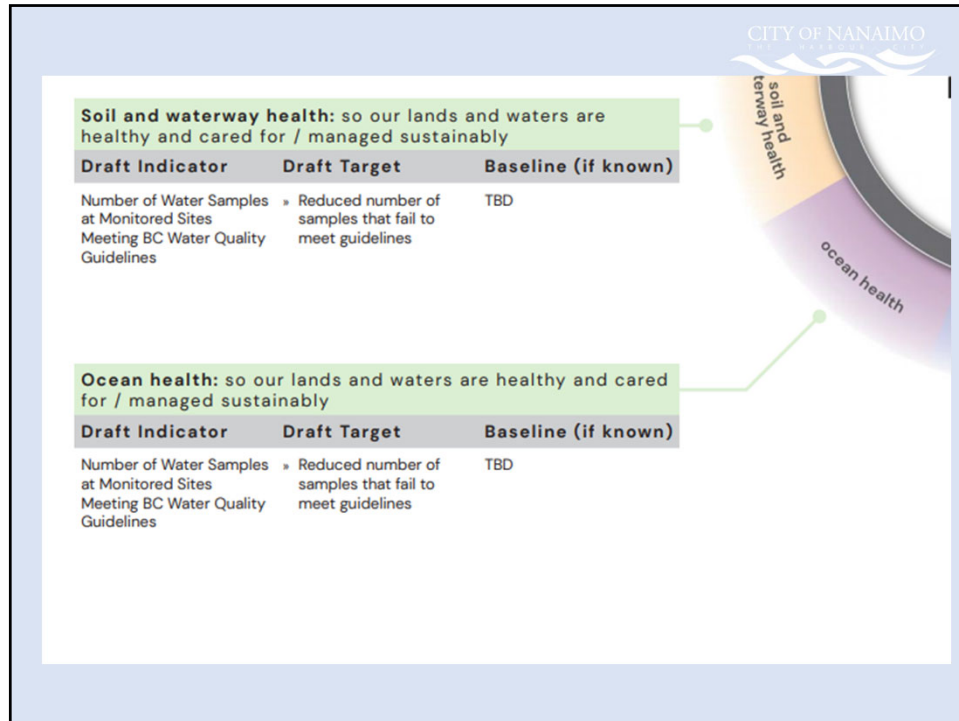 CITY OF NANAIMO
THE HARBOUR CITY
Soil and waterway health: so our lands and waters are
healthy and cared for / managed sustainably
Draft Indicator Draft Target Baseline (if known)
Number of Water Samples » Reduced number of TBD
at Monitored Sites samples that fail to
Meeting BC Water Quality meet guidelines
Guidelines
soil and
terway health
ocean health
Ocean health: so our lands and waters are healthy and cared
for / managed sustainably
Draft Indicator Draft Target Baseline (if known)
Number of Water Samples » Reduced number of TBD
at Monitored Sites samples that fail to
Meeting BC Water Quality meet guidelines
Guidelines